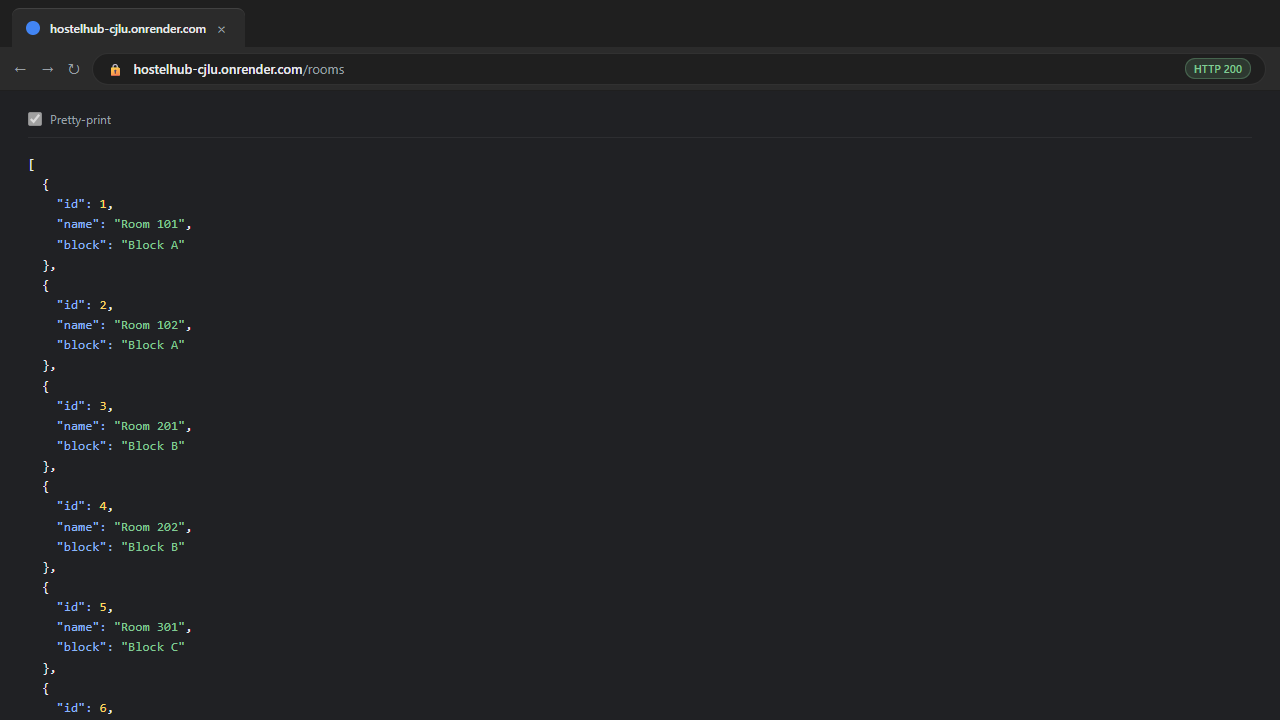 hostelhub-cjlu.onrender.com ×
← → ↻ hostelhub-cjlu.onrender.com/rooms HTTP 200
Pretty-print
[
{
"id": 1,
"name": "Room 101",
"block": "Block A"
},
{
"id": 2,
"name": "Room 102",
"block": "Block A"
},
{
"id": 3,
"name": "Room 201",
"block": "Block B"
},
{
"id": 4,
"name": "Room 202",
"block": "Block B"
},
{
"id": 5,
"name": "Room 301",
"block": "Block C"
},
{
"id": 6,